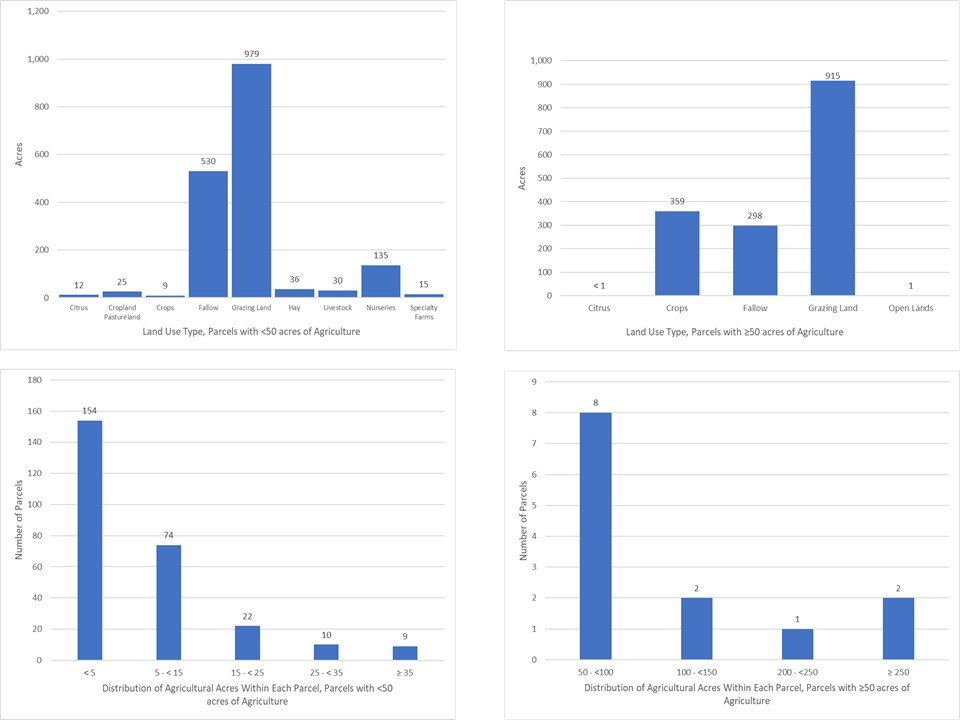 1,200
1,000
800
600
400
200
0
Acres
12
25
9
530
979
36
30
135
15
Citrus
Cropland
Pastureland
Crops
Fallow
Grazing Land
Hay
Livestock
Nurseries
Specialty
Farms
Land Use Type, Parcels with <50 acres of Agriculture
1,000
900
800
700
600
500
400
300
200
100
0
Acres
< 1
359
298
915
1
Citrus
Crops
Fallow
Grazing Land
Open Lands
Land Use Type, Parcels with ≥50 acres of Agriculture
180
160
140
120
100
80
60
40
20
0
Number of Parcels
154
74
22
10
9
< 5
5 - < 15
15 - < 25
25 - < 35
≥ 35
Distribution of Agricultural Acres Within Each Parcel, Parcels with <50
acres of Agriculture
9
8
7
6
5
4
3
2
1
0
Number of Parcels
8
2
1
2
50 - <100
100 - <150
200 - <250
≥ 250
Distribution of Agricultural Acres Within Each Parcel, Parcels with ≥50 acres of
Agriculture